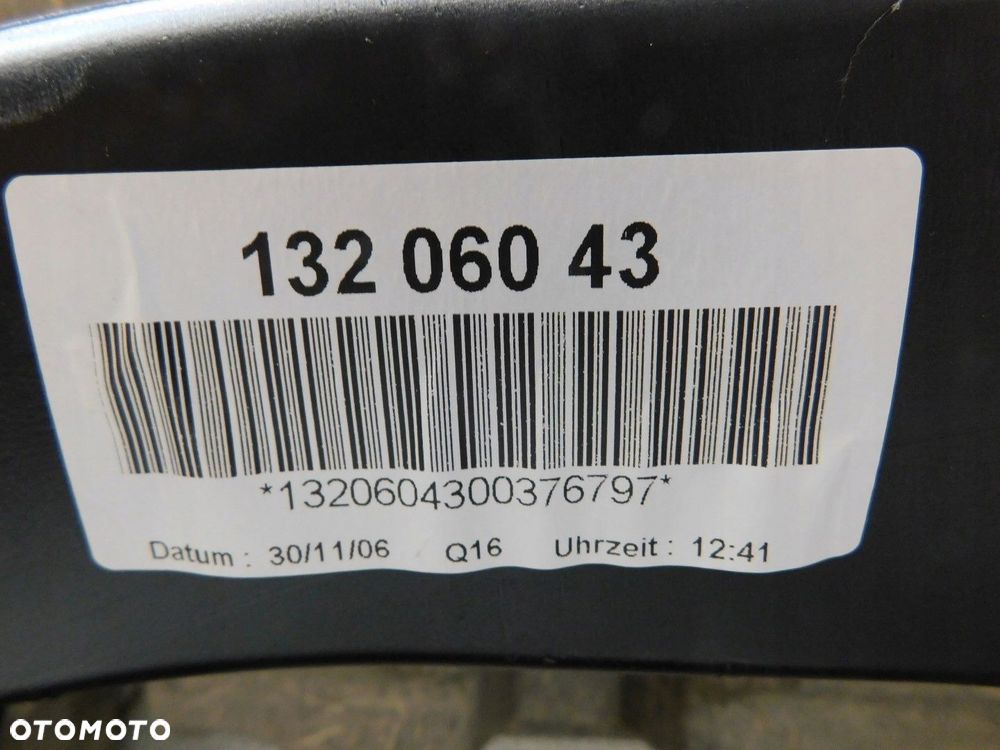 132 060 43
*1320604300376797*
Datum : 30/11/06 Q16 Uhrzeit : 12:41
OTOMOTO